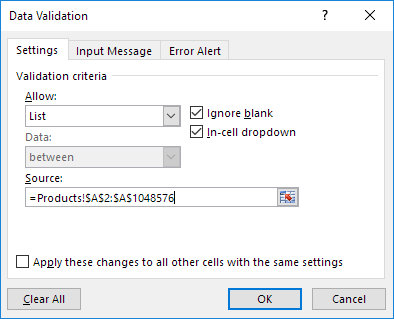 Data Validation
Settings
Input Message
Error Alert
Validation criteria
Allow:
List
Ignore blank
In-cell dropdown
Data:
between
Source:
=Products!$A$2:$A$1048576
Apply these changes to all other cells with the same settings
Clear All
OK
Cancel